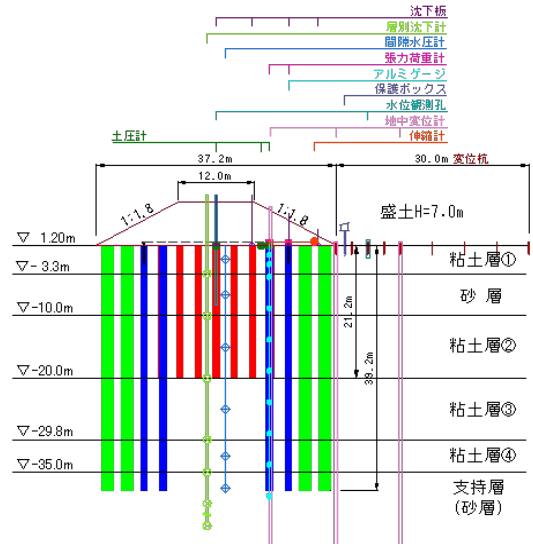 沈下板
層別沈下計
間隙水圧計
張力荷重計
アルミゲージ
保護ボックス
水位観測孔
地中変位計
土圧計
伸縮計
37.2m
30.0m 変位杭
12.0m
1:1.8
1:1.8
盛土H=7.0m
▽ 1.20m
粘土層①
▽- 3.3m
砂 層
▽-10.0m
21.2m
粘土層②
▽-20.0m
39.2m
粘土層③
▽-29.8m
粘土層④
▽-35.0m
支持層
(砂層)